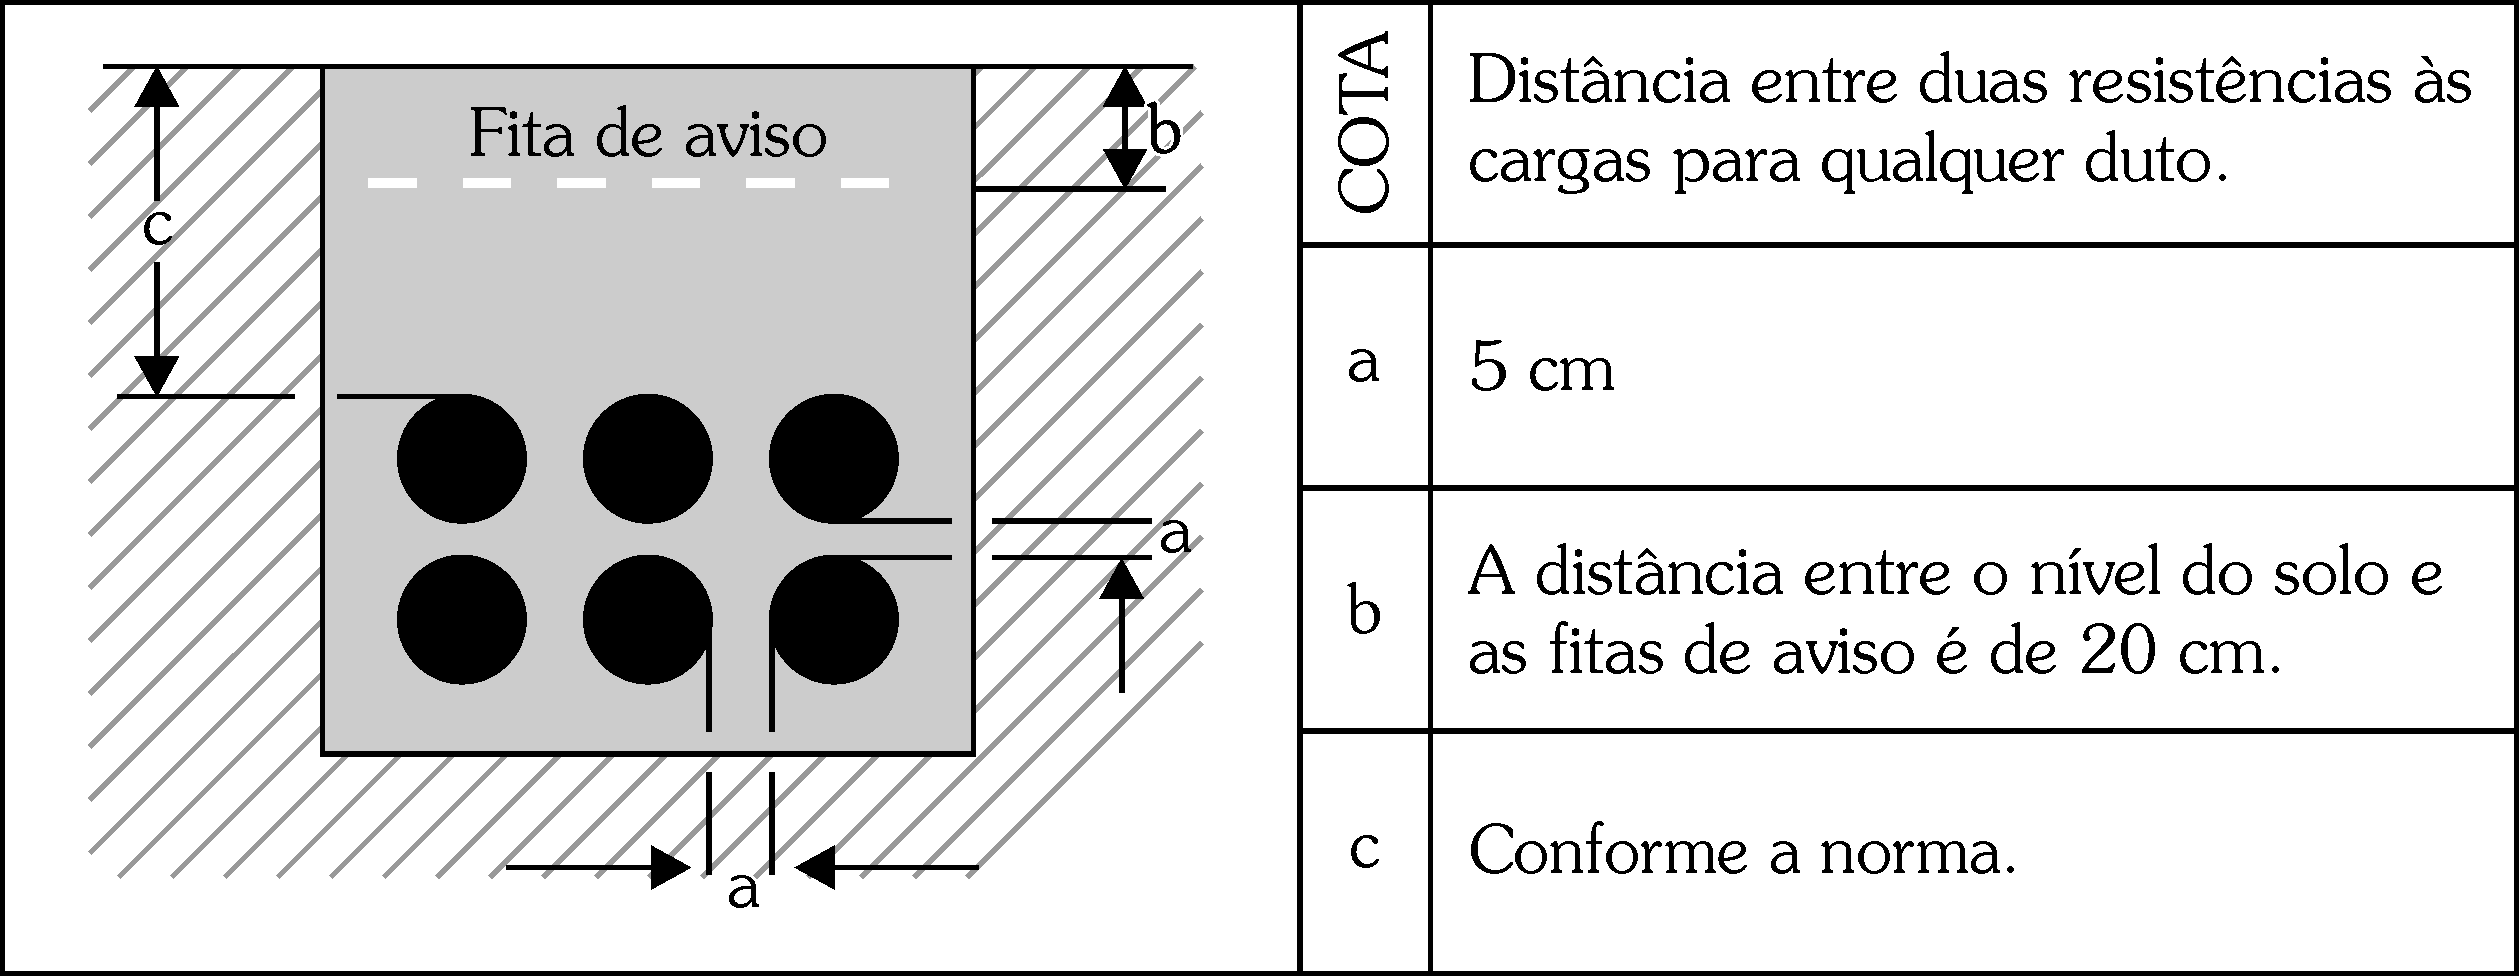 Fita de aviso
b
c
a
a
COTA
Distância entre duas resistências às
cargas para qualquer duto.
a
5 cm
b
A distância entre o nível do solo e
as fitas de aviso é de 20 cm.
c
Conforme a norma.